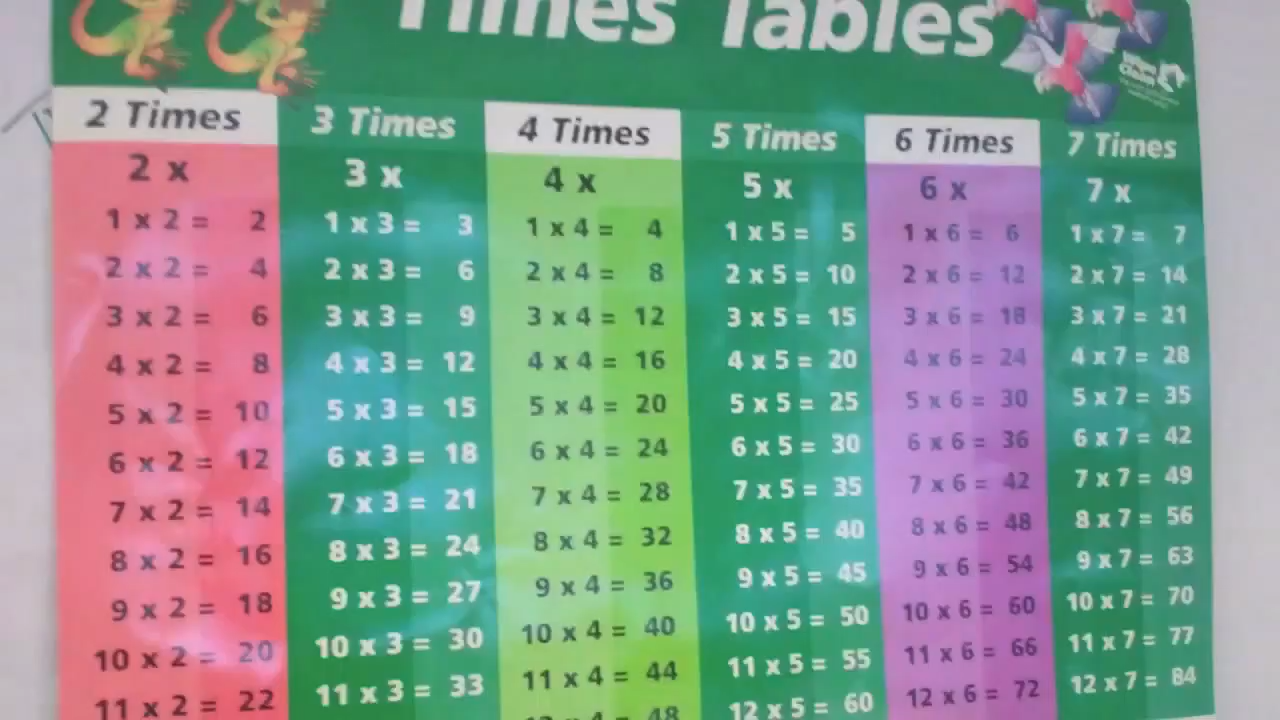 Times Tables
2 Times
2 x
1 x 2 = 2
2 x 2 = 4
3 x 2 = 6
4 x 2 = 8
5 x 2 = 10
6 x 2 = 12
7 x 2 = 14
8 x 2 = 16
9 x 2 = 18
10 x 2 = 20
11 x 2 = 22
3 Times
3 x
1 x 3 = 3
2 x 3 = 6
3 x 3 = 9
4 x 3 = 12
5 x 3 = 15
6 x 3 = 18
7 x 3 = 21
8 x 3 = 24
9 x 3 = 27
10 x 3 = 30
11 x 3 = 33
4 Times
4 x
1 x 4 = 4
2 x 4 = 8
3 x 4 = 12
4 x 4 = 16
5 x 4 = 20
6 x 4 = 24
7 x 4 = 28
8 x 4 = 32
9 x 4 = 36
10 x 4 = 40
11 x 4 = 44
12 x 4 = 48
5 Times
5 x
1 x 5 = 5
2 x 5 = 10
3 x 5 = 15
4 x 5 = 20
5 x 5 = 25
6 x 5 = 30
7 x 5 = 35
8 x 5 = 40
9 x 5 = 45
10 x 5 = 50
11 x 5 = 55
12 x 5 = 60
6 Times
6 x
1 x 6 = 6
2 x 6 = 12
3 x 6 = 18
4 x 6 = 24
5 x 6 = 30
6 x 6 = 36
7 x 6 = 42
8 x 6 = 48
9 x 6 = 54
10 x 6 = 60
11 x 6 = 66
12 x 6 = 72
7 Times
7 x
1 x 7 = 7
2 x 7 = 14
3 x 7 = 21
4 x 7 = 28
5 x 7 = 35
6 x 7 = 42
7 x 7 = 49
8 x 7 = 56
9 x 7 = 63
10 x 7 = 70
11 x 7 = 77
12 x 7 = 84